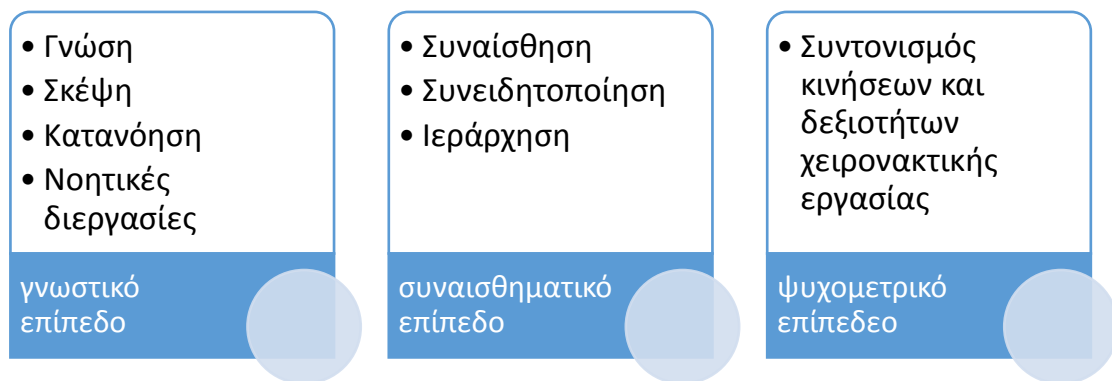 • Γνώση
• Σκέψη
• Κατανόηση
• Νοητικές
διεργασίες
γνωστικό
επίπεδο
• Συναίσθηση
• Συνειδητοποίηση
• Ιεράρχηση
συναισθηματικό
επίπεδο
• Συντονισμός
κινήσεων και
δεξιοτήτων
χειρονακτικής
εργασίας
ψυχομετρικό
επίπεδεο